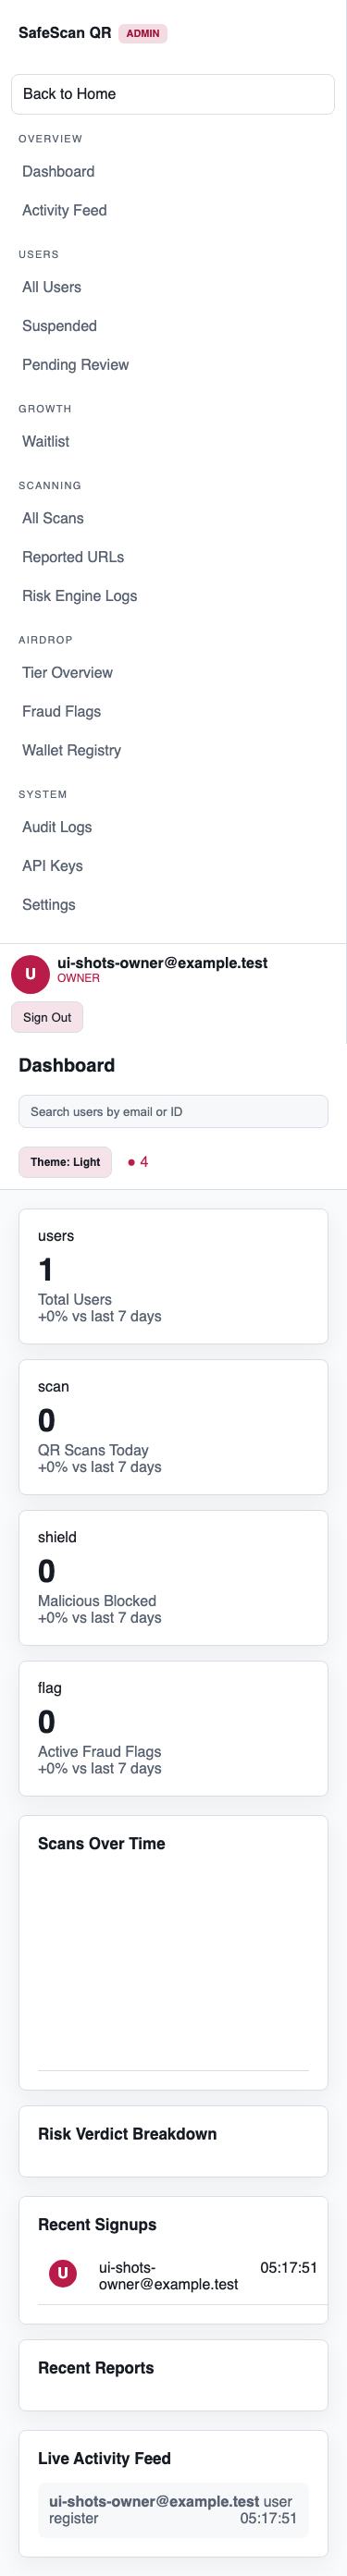 SafeScan QR ADMIN
Back to Home
OVERVIEW
Dashboard
Activity Feed
USERS
All Users
Suspended
Pending Review
GROWTH
Waitlist
SCANNING
All Scans
Reported URLs
Risk Engine Logs
AIRDROP
Tier Overview
Fraud Flags
Wallet Registry
SYSTEM
Audit Logs
API Keys
Settings
U
ui-shots-owner@example.test
OWNER
Sign Out
Dashboard
Search users by email or ID
Theme: Light
4
users
1
Total Users
+0% vs last 7 days
scan
0
QR Scans Today
+0% vs last 7 days
shield
0
Malicious Blocked
+0% vs last 7 days
flag
0
Active Fraud Flags
+0% vs last 7 days
Scans Over Time
Risk Verdict Breakdown
Recent Signups
U
ui-shots- 05:17:51
owner@example.test
Recent Reports
Live Activity Feed
ui-shots-owner@example.test user
register 05:17:51